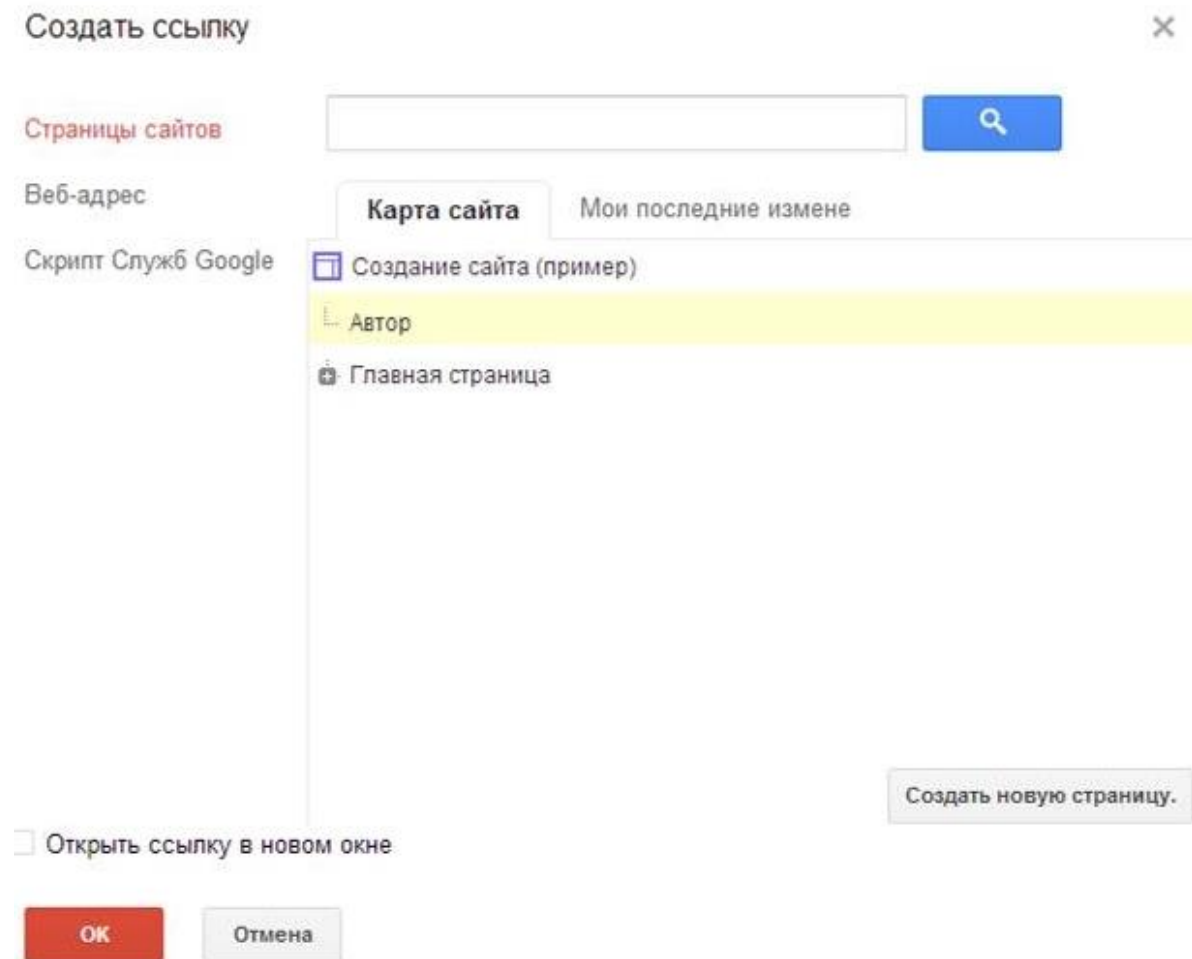 Создать ссылку
Страницы сайтов
Веб-адрес
Скрипт Служб Google
Карта сайта
Мои последние измене
Создание сайта (пример)
Автор
Главная страница
Создать новую страницу.
Открыть ссылку в новом окне
ОК
Отмена